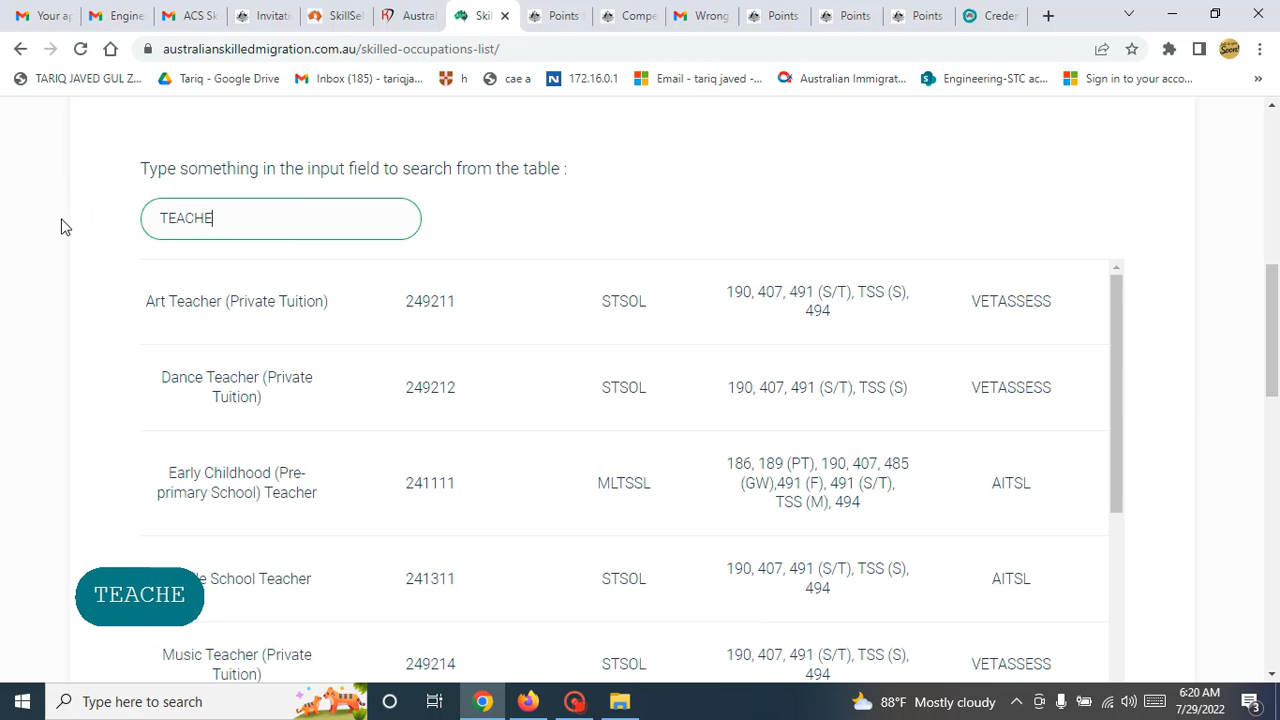 Your ap
Engine
ACS Sk
Invitati
SkillSel
Austral
Skil
Points
Compe
Wrong
Points
Points
Points
Creder
australianskilledmigration.com.au/skilled-occupations-list/
TARIQ JAVED GUL Z...
Tariq - Google Drive
Inbox (185) - tariqja...
h
cae a
172.16.0.1
Email - tariq javed -...
Australian Immigrat...
Engineering-STC ac...
Sign in to your acco...
»
Type something in the input field to search from the table :
TEACHE
Art Teacher (Private Tuition)
249211
STSOL
190, 407, 491 (S/T), TSS (S),
494
VETASSESS
Dance Teacher (Private
Tuition)
249212
STSOL
190, 407, 491 (S/T), TSS (S)
VETASSESS
Early Childhood (Pre-
primary School) Teacher
241111
MLTSSL
186, 189 (PT), 190, 407, 485
(GW),491 (F), 491 (S/T),
TSS (M), 494
AITSL
le School Teacher
241311
STSOL
190, 407, 491 (S/T), TSS (S),
494
AITSL
TEACHE
Music Teacher (Private
Tuition)
249214
STSOL
190, 407, 491 (S/T), TSS (S),
494
VETASSESS
Type here to search
88°F Mostly cloudy
6:20 AM
7/29/2022
3